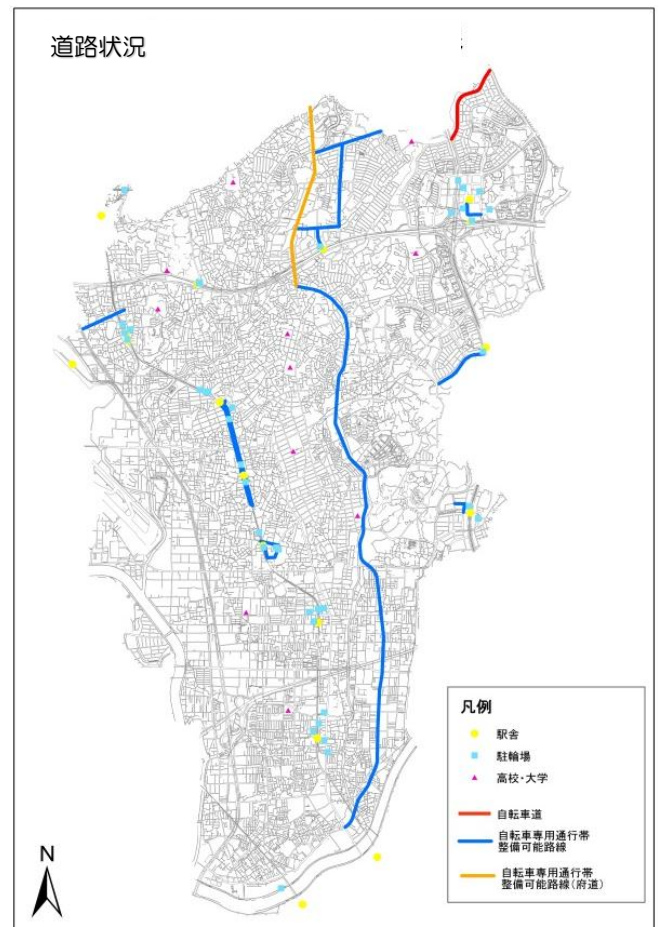 道路状況
凡例
駅舎
駐輪場
高校・大学
自転車道
自転車専用通行帯
整備可能路線
自転車専用通行帯
整備可能路線(府道)
N